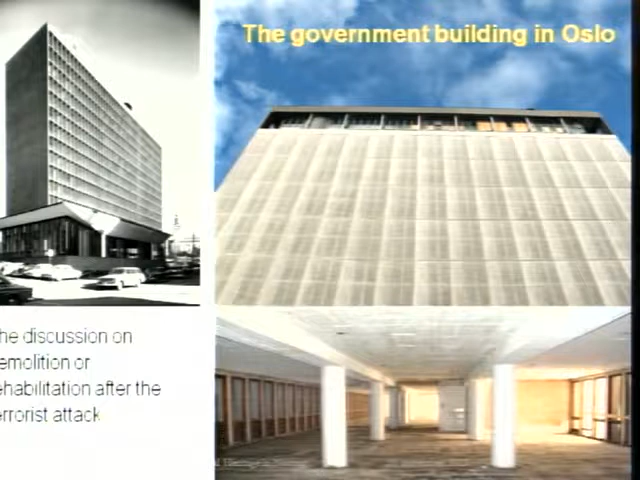 The government building in Oslo
he discussion on
emolition or
ehabilitation after the
errorist attack